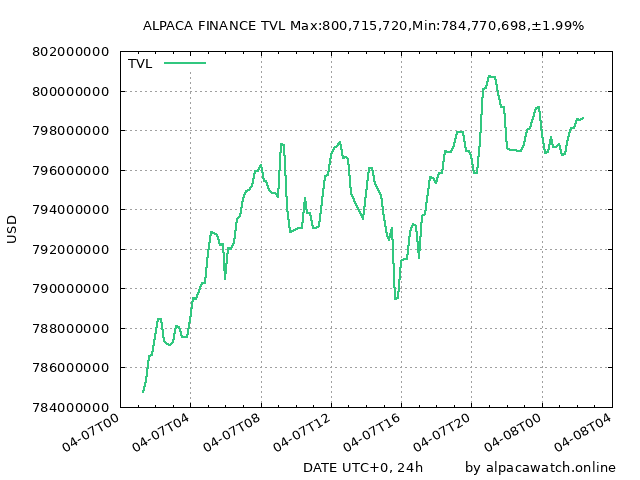 ALPACA FINANCE TVL Max:800,715,720,Min:784,770,698,±1.99%
TVL
802000000
800000000
798000000
796000000
794000000
792000000
790000000
788000000
786000000
784000000
USD
04-07T00
04-07T04
04-07T08
04-07T12
04-07T16
04-07T20
04-08T00
04-08T04
DATE UTC+0, 24h
by alpacawatch.online